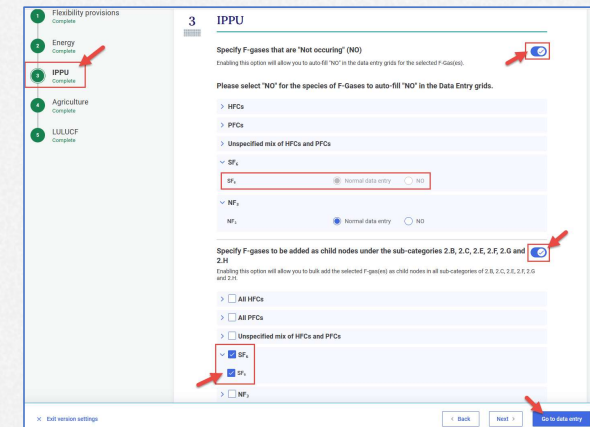 1 Flexibility provisions
Complete
2 Energy
Complete
3 IPPU
Complete
4 Agriculture
Complete
5 LULUCF
Complete
3 IPPU
Specify F-gases that are "Not occuring" (NO)
Enabling this option will allow you to auto-fill "NO" in the data entry grids for the selected F-Gas(es).
Please select "NO" for the species of F-Gases to auto-fill "NO" in the Data Entry grids.
HFCs
PFCs
Unspecified mix of HFCs and PFCs
SF₆
SF₆ Normal data entry NO
NF₃
NF₃ Normal data entry NO
Specify F-gases to be added as child nodes under the sub-categories 2.B, 2.C, 2.E, 2.F, 2.G and
2.H
Enabling this option will allow you to bulk add the selected F-gas(es) as child nodes in all sub-categories of 2.B, 2.C, 2.E, 2.F, 2.G
and 2.H.
All HFCs
All PFCs
Unspecified mix of HFCs and PFCs
SF₆
SF₆
NF₃
× Exit version settings
< Back Next > Go to data entry